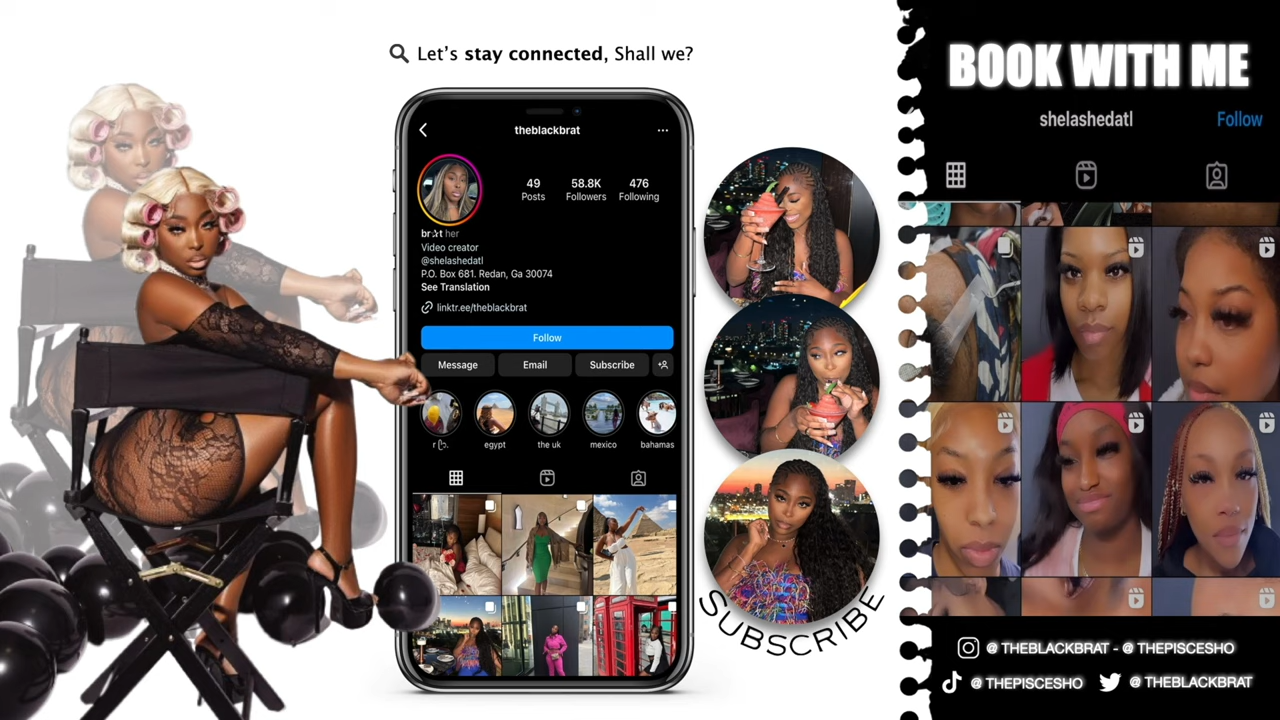 Let's stay connected, Shall we?
theblackbrat
49
58.8K
476
Posts
Followers
Following
Video creator
@shelashedatl
P.O. Box 681. Redan, Ga 30074
See Translation
linktr.ee/theblackbrat
Follow
Message
Email
Subscribe
egypt
the uk
mexico
bahamas
SUBSCRIBE
BOOK WITH ME
shelashedatl
Follow
@ THEBLACKBRAT - @ THEPISCESHO
@ THEPISCESHO
@ THEBLACKBRAT